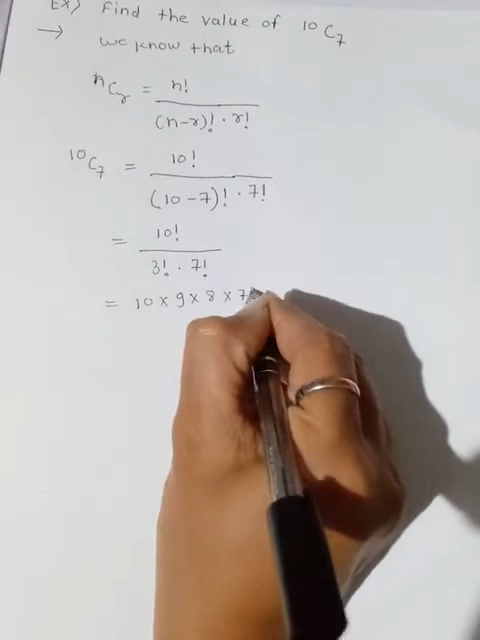 Ex) Find the value of ¹⁰C₇
→ we know that
ⁿCᵣ = n! / (n-r)! · r!
¹⁰C₇ = 10! / (10-7)! · 7!
= 10! / 3! · 7!
= 10 × 9 × 8 × 7!